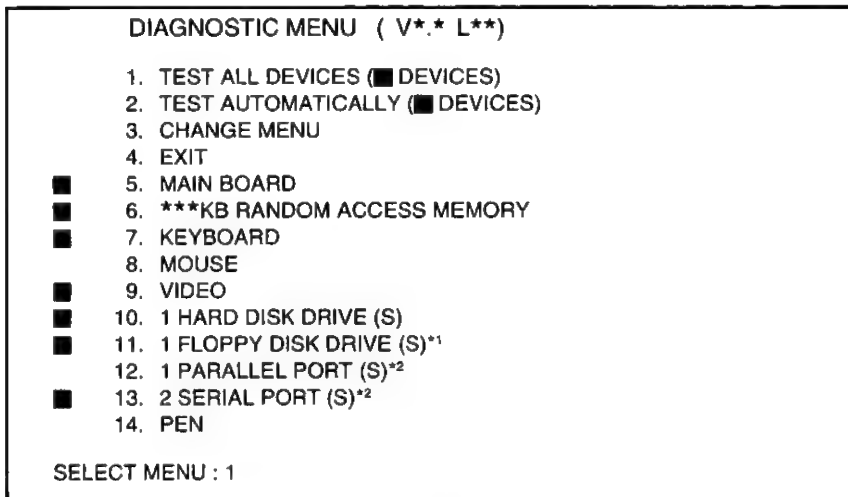 DIAGNOSTIC MENU ( V*.* L**)
1. TEST ALL DEVICES (■ DEVICES)
2. TEST AUTOMATICALLY (■ DEVICES)
3. CHANGE MENU
4. EXIT
■ 5. MAIN BOARD
■ 6. ***KB RANDOM ACCESS MEMORY
■ 7. KEYBOARD
8. MOUSE
■ 9. VIDEO
■ 10. 1 HARD DISK DRIVE (S)
■ 11. 1 FLOPPY DISK DRIVE (S)*1
12. 1 PARALLEL PORT (S)*2
■ 13. 2 SERIAL PORT (S)*2
14. PEN
SELECT MENU : 1